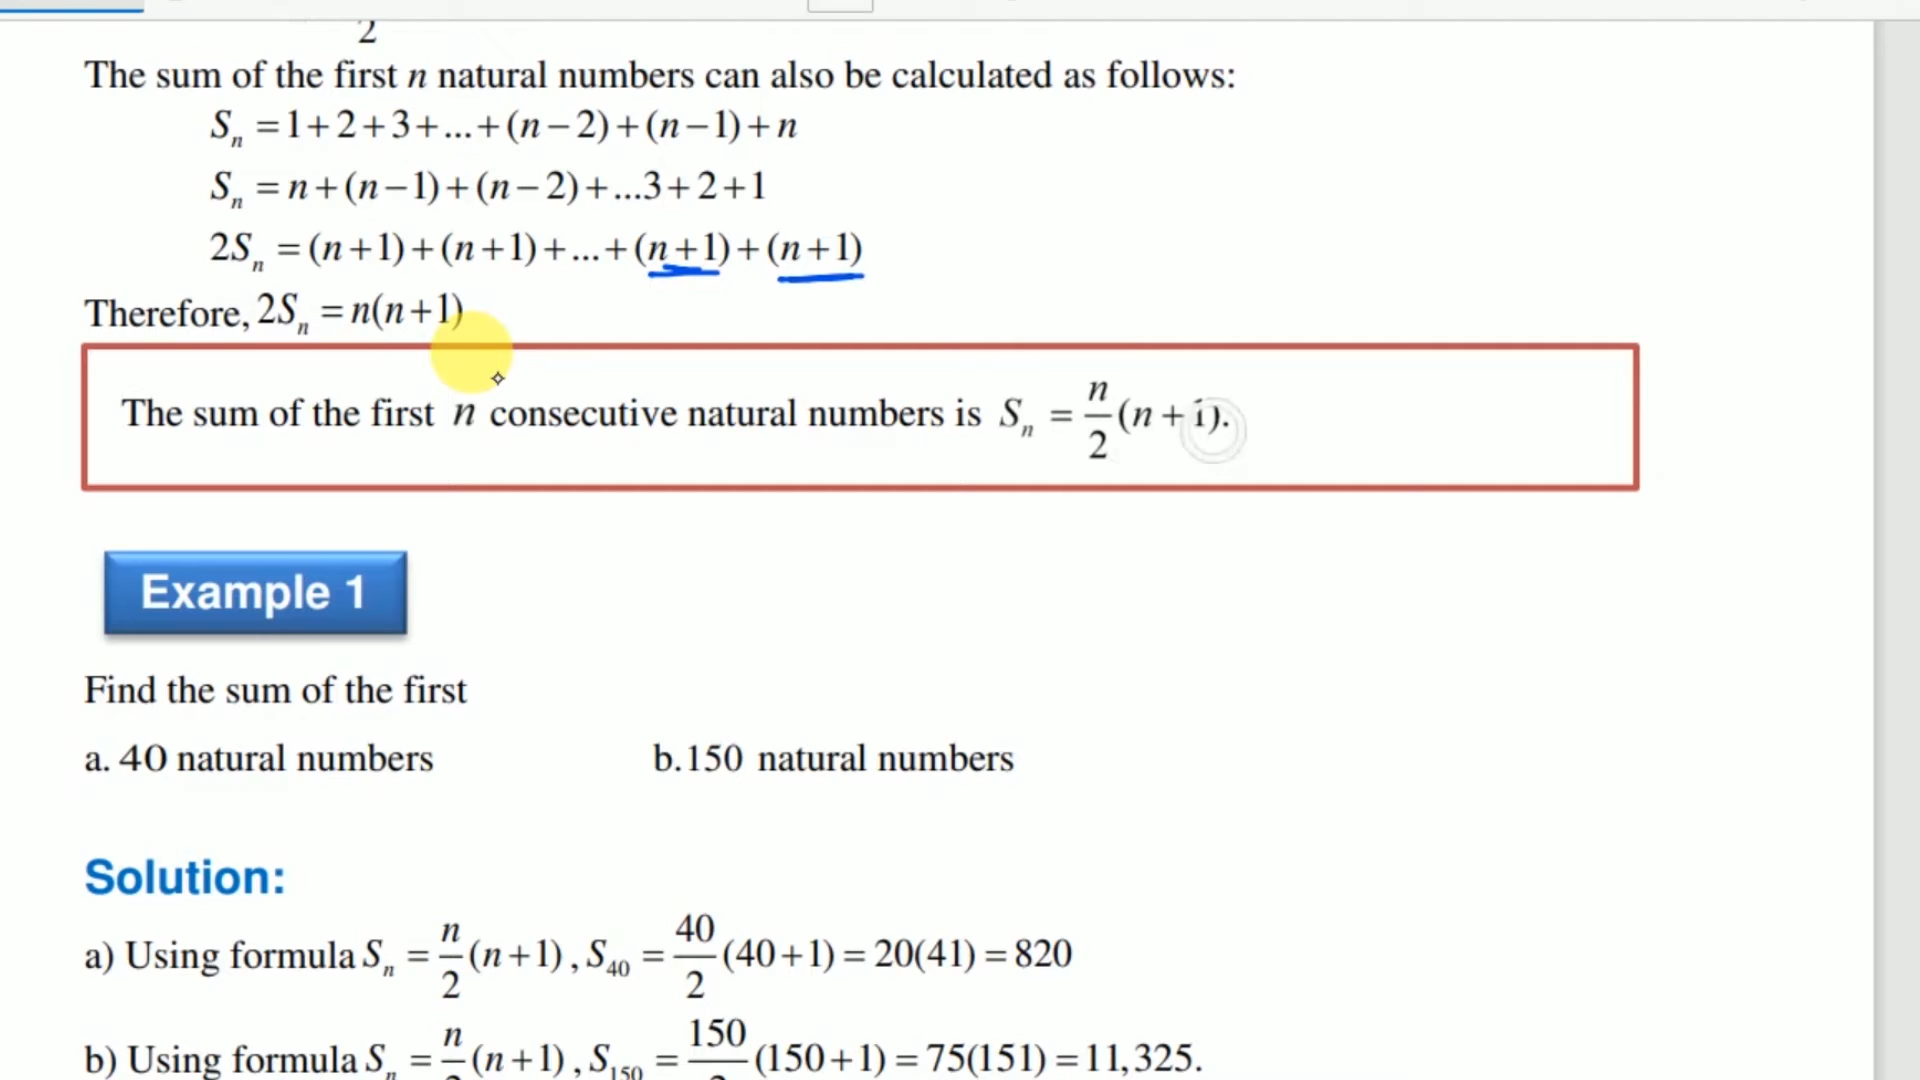 2
The sum of the first n natural numbers can also be calculated as follows:
Sₙ = 1+2+3+...+(n−2)+(n−1)+n
Sₙ = n+(n−1)+(n−2)+...3+2+1
2Sₙ = (n+1)+(n+1)+...+(n+1)+(n+1)
Therefore, 2Sₙ = n(n+1)
The sum of the first n consecutive natural numbers is Sₙ = n/2 (n+1).
Example 1
Find the sum of the first
a. 40 natural numbers b.150 natural numbers
Solution:
a) Using formula Sₙ = n/2 (n+1), S₄₀ = 40/2 (40+1) = 20(41) = 820
b) Using formula Sₙ = n/2 (n+1), S₁₅₀ = 150/2 (150+1) = 75(151) = 11,325.